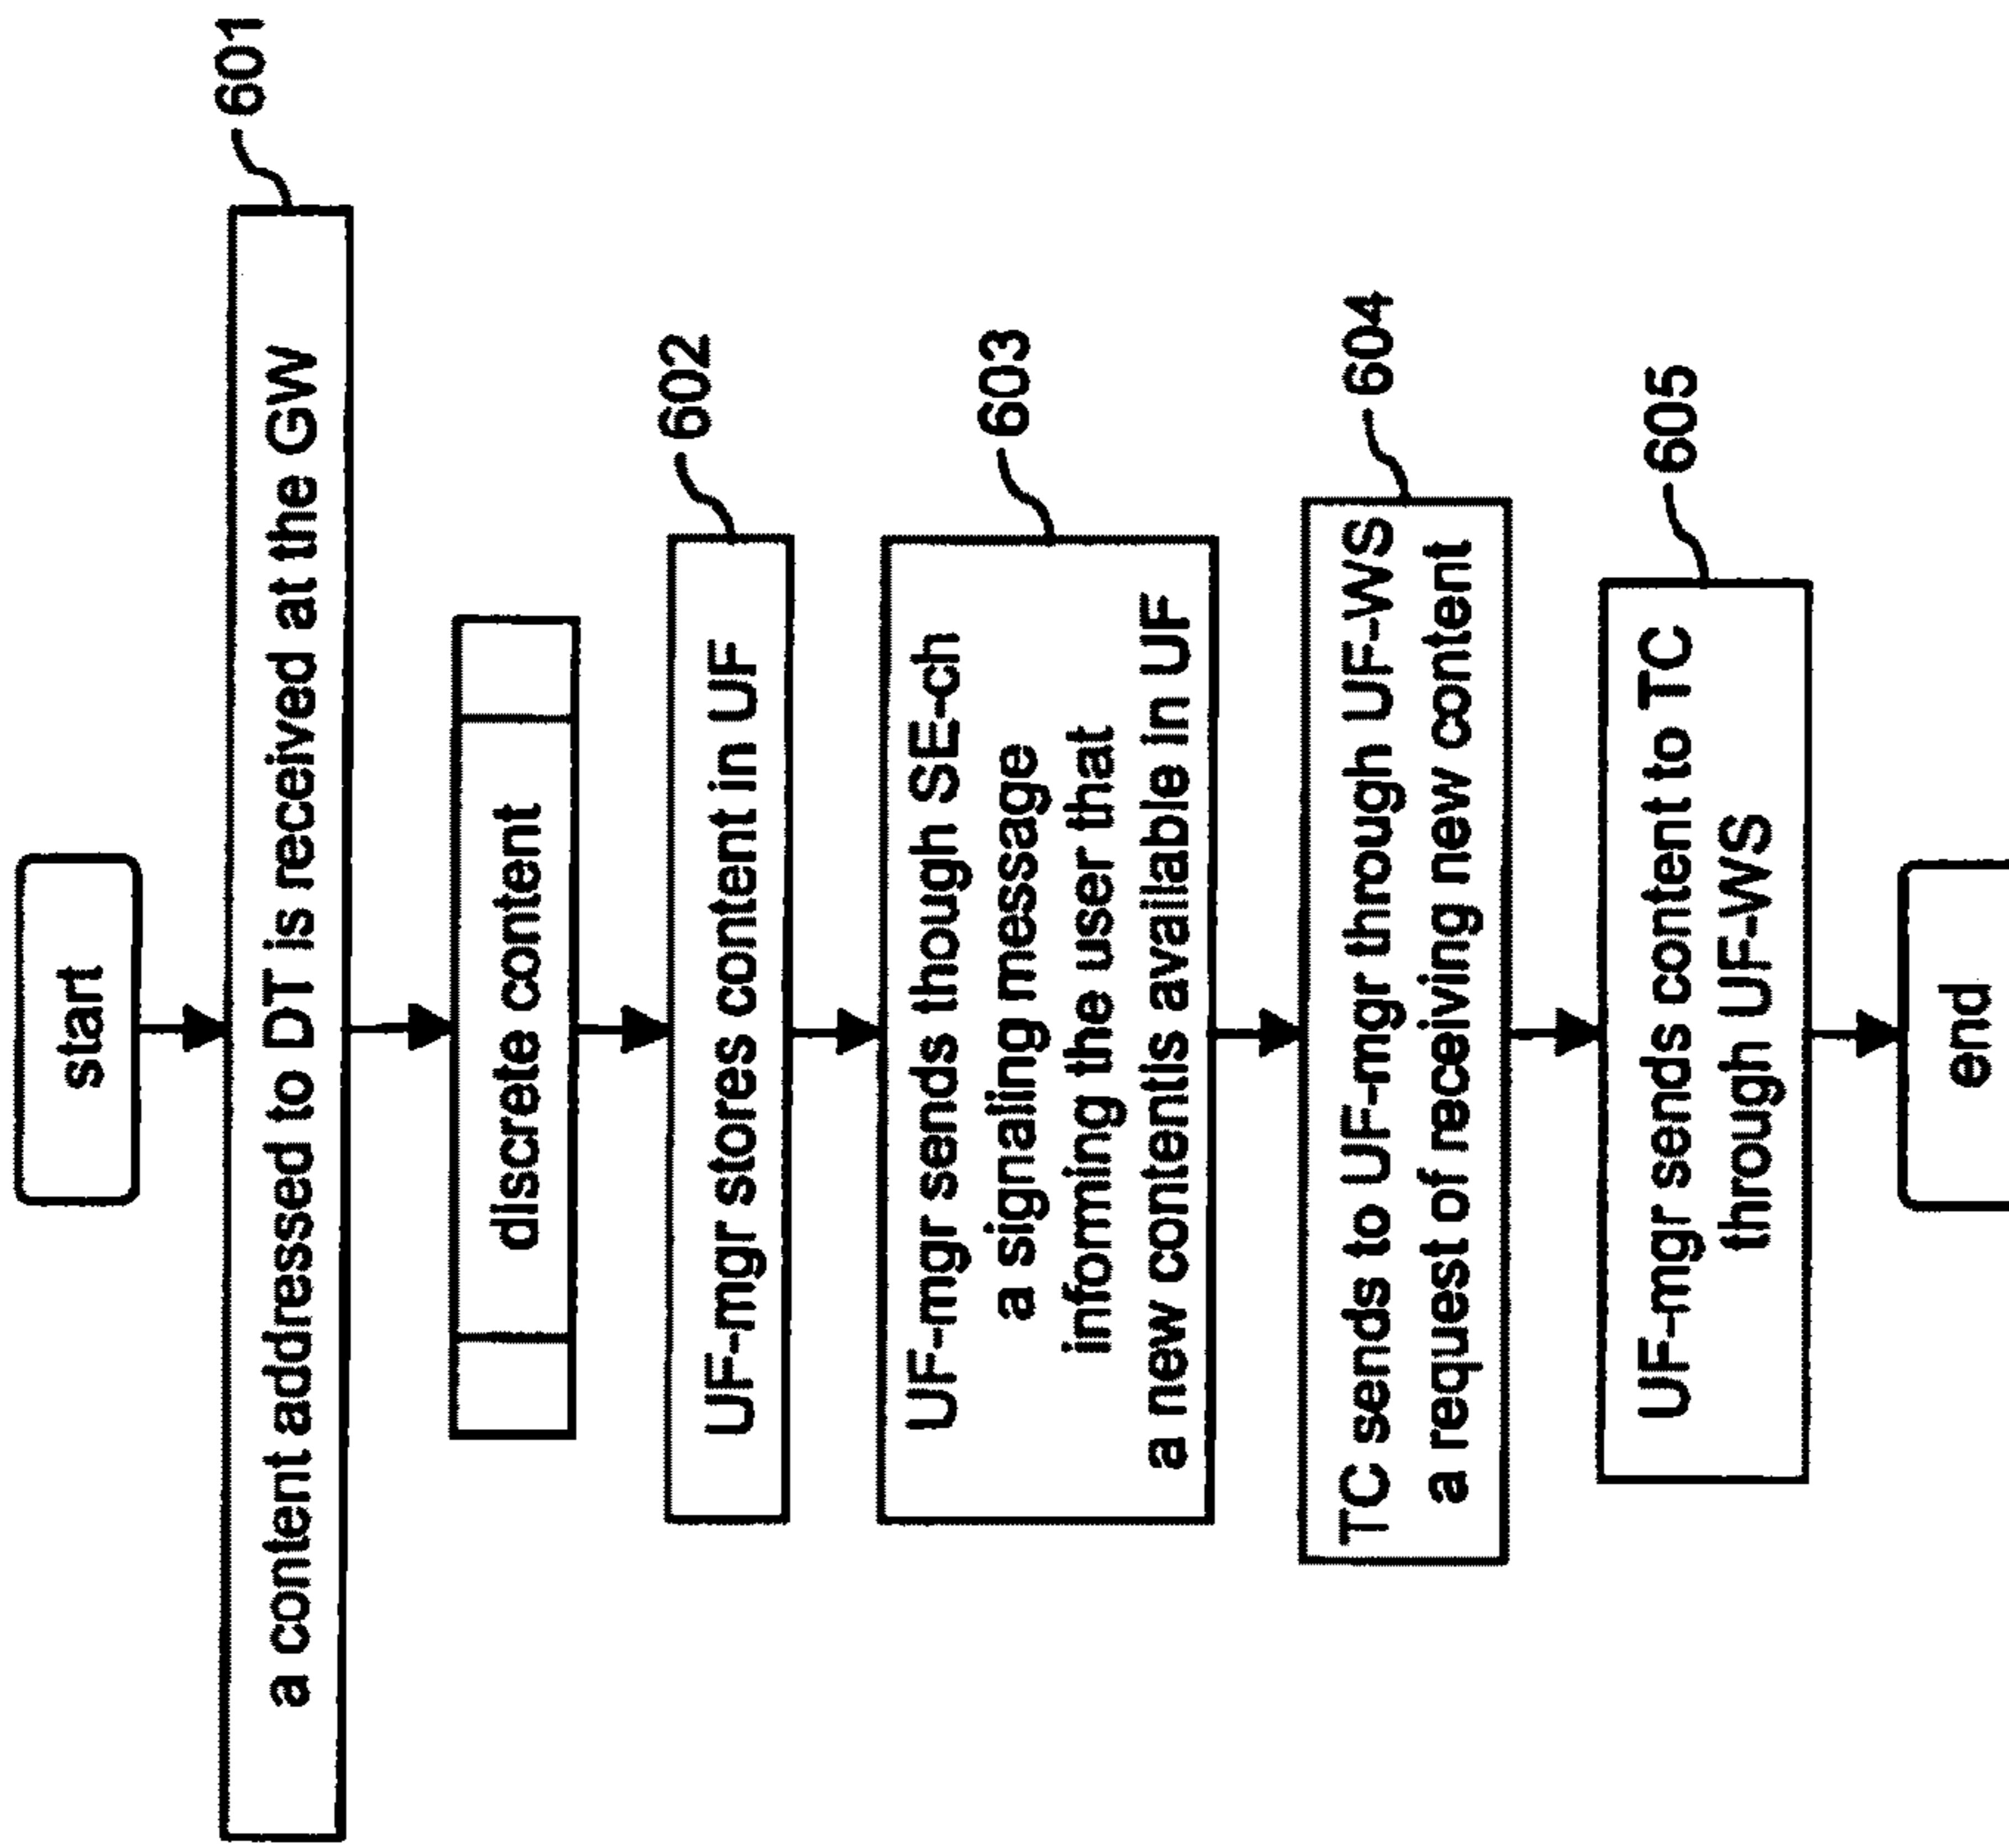 start
601
a content addressed to DT is received at the GW
discrete content
602
UF-mgr stores content in UF
603
UF-mgr sends though SE-ch
a signaling message
informing the user that
a new contentis available in UF
604
TC sends to UF-mgr through UF-WS
a request of receiving new content
605
UF-mgr sends content to TC
through UF-WS
end